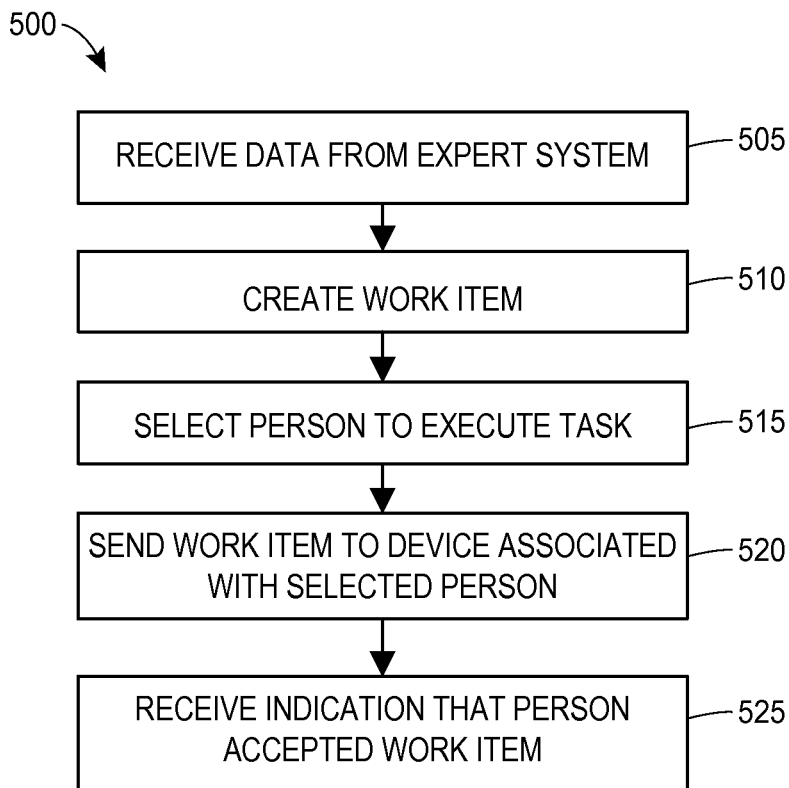 500
RECEIVE DATA FROM EXPERT SYSTEM
505
CREATE WORK ITEM
510
SELECT PERSON TO EXECUTE TASK
515
SEND WORK ITEM TO DEVICE ASSOCIATED
WITH SELECTED PERSON
520
RECEIVE INDICATION THAT PERSON
ACCEPTED WORK ITEM
525